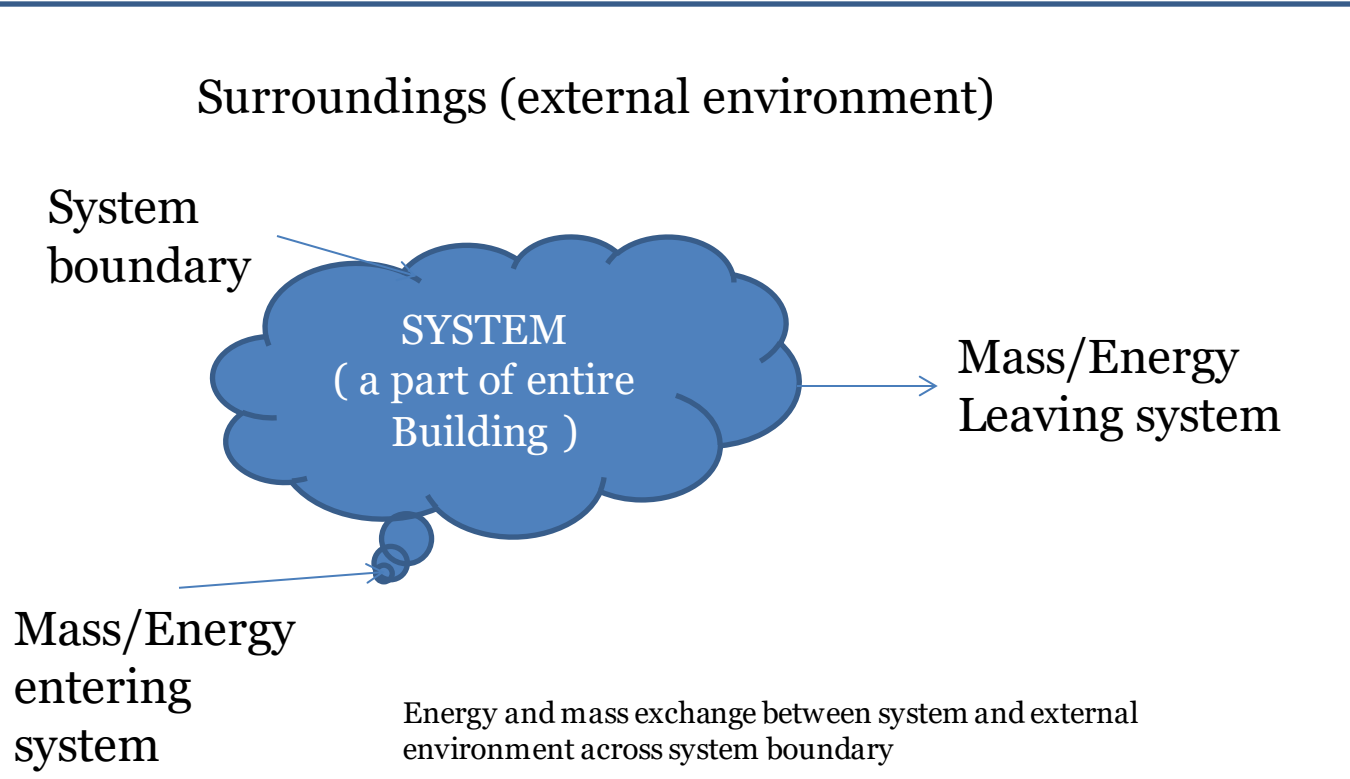 Surroundings (external environment)
System
boundary
SYSTEM
( a part of entire
Building )
Mass/Energy
Leaving system
Mass/Energy
entering
system
Energy and mass exchange between system and external
environment across system boundary